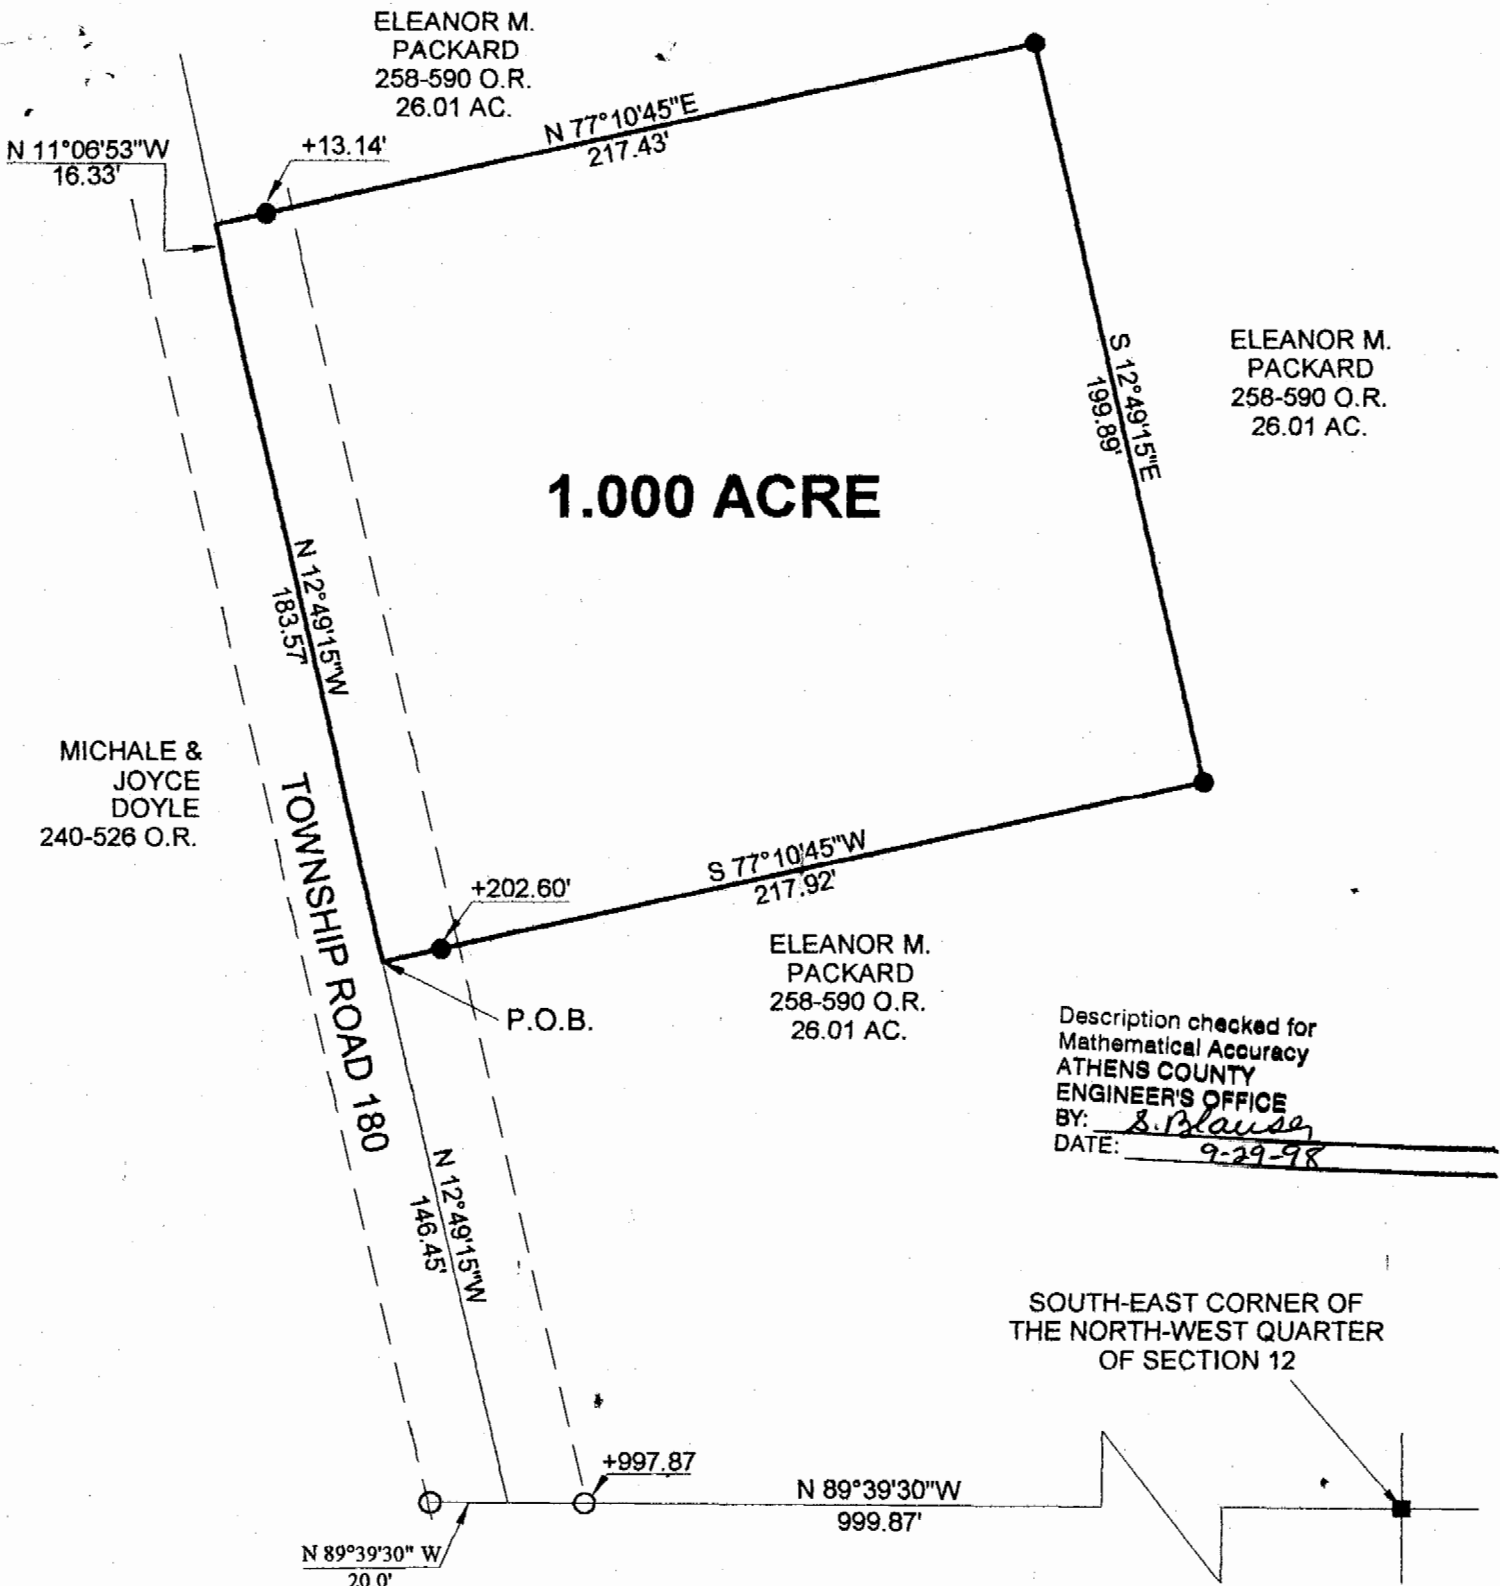 ELEANOR M.
PACKARD
258-590 O.R.
26.01 AC.
N 77°10'45"E
217.43'
+13.14'
N 11°06'53"W
16.33'
S 12°49'15"E
199.89'
ELEANOR M.
PACKARD
258-590 O.R.
26.01 AC.
1.000 ACRE
N 12°49'15"W
183.57'
MICHALE &
JOYCE
DOYLE
240-526 O.R.
TOWNSHIP ROAD 180
S 77°10'45"W
217.92'
+202.60'
ELEANOR M.
PACKARD
258-590 O.R.
26.01 AC.
P.O.B.
Description checked for
Mathematical Accuracy
ATHENS COUNTY
ENGINEER'S OFFICE
BY: S. Blauser
DATE: 9-29-98
N 12°49'15"W
146.45'
SOUTH-EAST CORNER OF
THE NORTH-WEST QUARTER
OF SECTION 12
+997.87
N 89°39'30"W
999.87'
N 89°39'30" W
20.0'